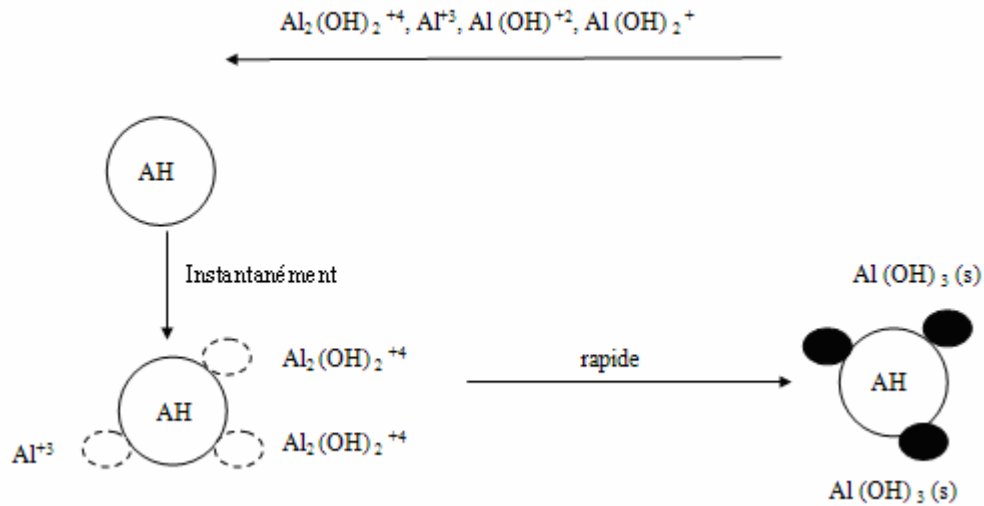 Al₂(OH)₂⁺⁴, Al⁺³, Al(OH)⁺², Al(OH)₂⁺
AH
Instantanément
Al₂(OH)₂⁺⁴
AH
Al⁺³
Al₂(OH)₂⁺⁴
rapide
Al(OH)₃(s)
AH
Al(OH)₃(s)